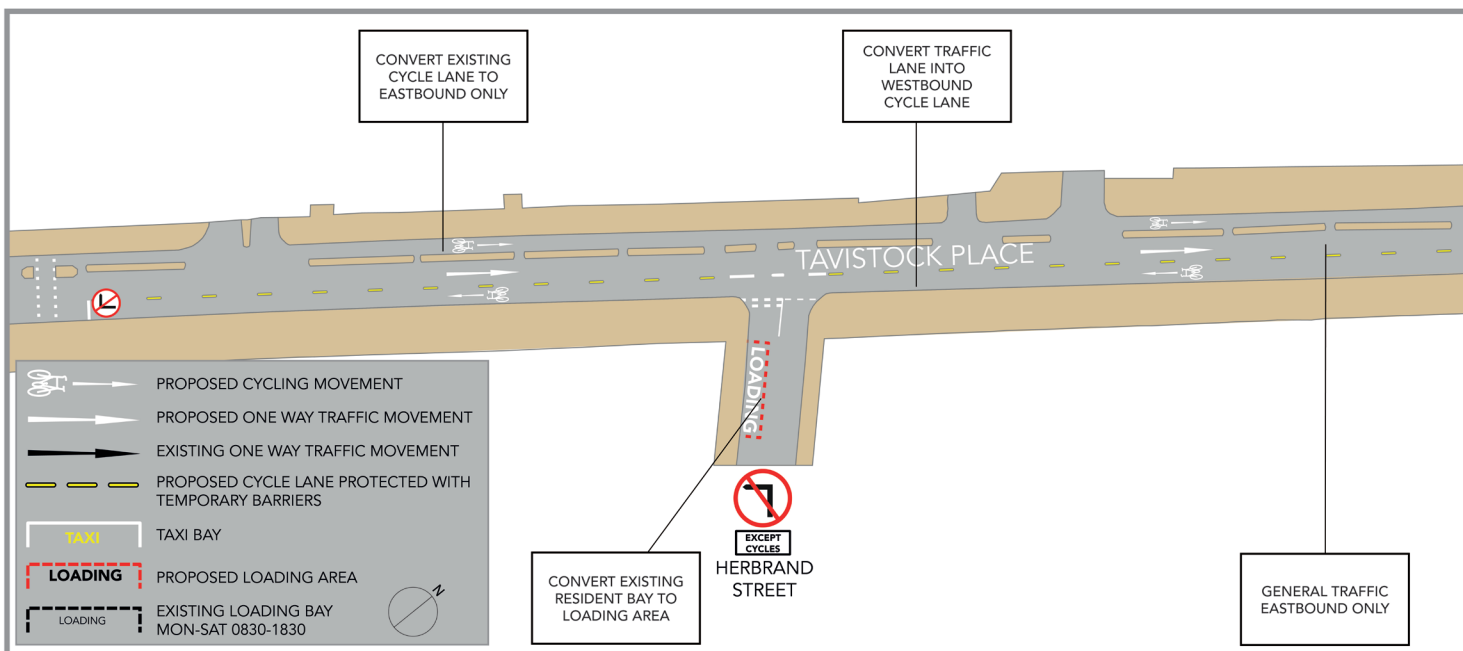 CONVERT EXISTING
CYCLE LANE TO
EASTBOUND ONLY
CONVERT TRAFFIC
LANE INTO
WESTBOUND
CYCLE LANE
TAVISTOCK PLACE
LOADING
PROPOSED CYCLING MOVEMENT
PROPOSED ONE WAY TRAFFIC MOVEMENT
EXISTING ONE WAY TRAFFIC MOVEMENT
PROPOSED CYCLE LANE PROTECTED WITH
TEMPORARY BARRIERS
TAXI
TAXI BAY
LOADING
PROPOSED LOADING AREA
LOADING
EXISTING LOADING BAY
MON-SAT 0830-1830
N
EXCEPT
CYCLES
HERBRAND
STREET
CONVERT EXISTING
RESIDENT BAY TO
LOADING AREA
GENERAL TRAFFIC
EASTBOUND ONLY